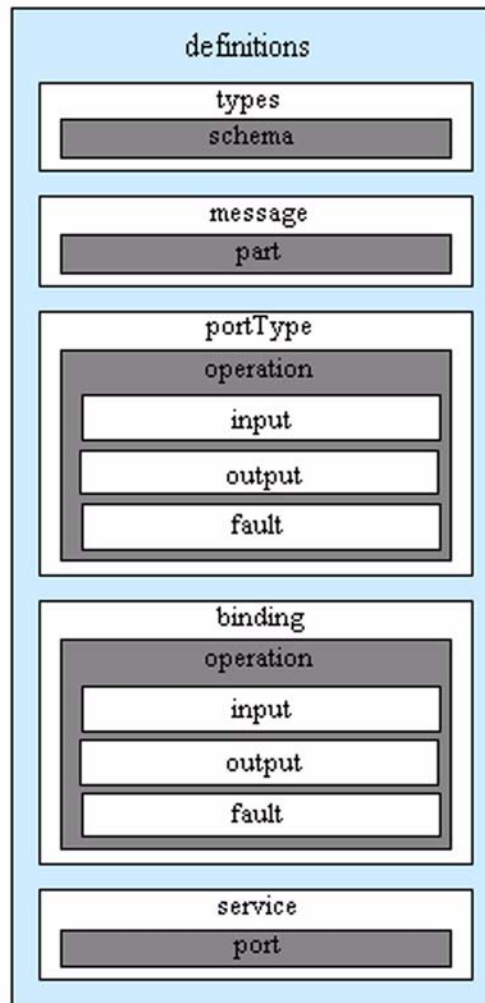 definitions
types
schema
message
part
portType
operation
input
output
fault
binding
operation
input
output
fault
service
port